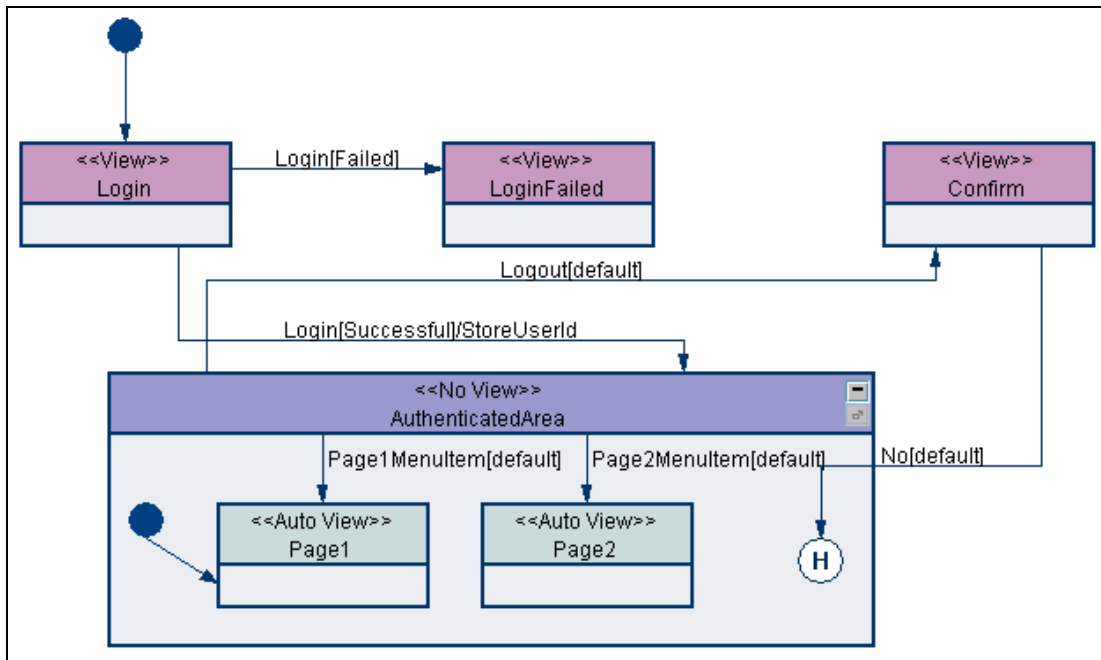 <<View>>
Login
Login[Failed]
<<View>>
LoginFailed
<<View>>
Confirm
Logout[default]
Login[Successful]/StoreUserId
<<No View>>
AuthenticatedArea
Page1MenuItem[default]
Page2MenuItem[default]
No[default]
<<Auto View>>
Page1
<<Auto View>>
Page2
H